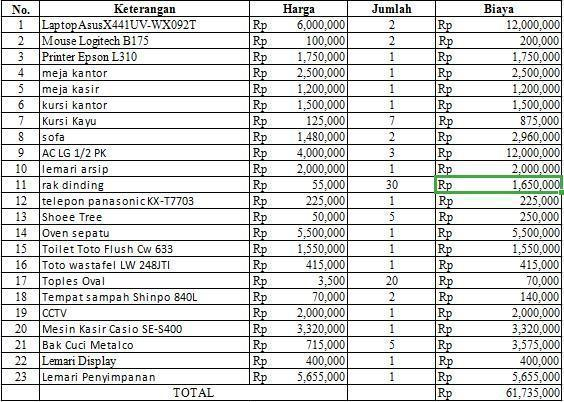 No. Keterangan Harga Jumlah Biaya
1 LaptopAsusX441UV-WX092T Rp 6,000,000 2 Rp 12,000,000
2 Mouse Logitech B175 Rp 100,000 2 Rp 200,000
3 Printer Epson L310 Rp 1,750,000 1 Rp 1,750,000
4 meja kantor Rp 2,500,000 1 Rp 2,500,000
5 meja kasir Rp 1,200,000 1 Rp 1,200,000
6 kursi kantor Rp 1,500,000 1 Rp 1,500,000
7 Kursi Kayu Rp 125,000 7 Rp 875,000
8 sofa Rp 1,480,000 2 Rp 2,960,000
9 AC LG 1/2 PK Rp 4,000,000 3 Rp 12,000,000
10 lemari arsip Rp 2,000,000 1 Rp 2,000,000
11 rak dinding Rp 55,000 30 Rp 1,650,000
12 telepon panasonic KX-T7703 Rp 225,000 1 Rp 225,000
13 Shoee Tree Rp 50,000 5 Rp 250,000
14 Oven sepatu Rp 5,500,000 1 Rp 5,500,000
15 Toilet Toto Flush Cw 633 Rp 1,550,000 1 Rp 1,550,000
16 Toto wastafel LW 248JTI Rp 415,000 1 Rp 415,000
17 Toples Oval Rp 3,500 20 Rp 70,000
18 Tempat sampah Shinpo 840L Rp 70,000 2 Rp 140,000
19 CCTV Rp 2,000,000 1 Rp 2,000,000
20 Mesin Kasir Casio SE-S400 Rp 3,320,000 1 Rp 3,320,000
21 Bak Cuci Metalco Rp 715,000 5 Rp 3,575,000
22 Lemari Display Rp 400,000 1 Rp 400,000
23 Lemari Penyimpanan Rp 5,655,000 1 Rp 5,655,000
TOTAL Rp 61,735,000